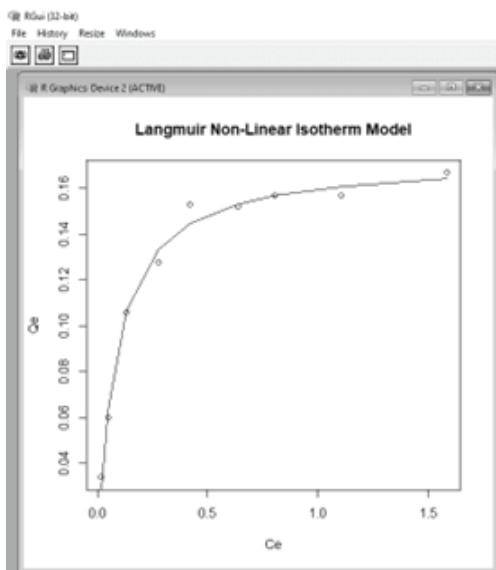 RGui (32-bit)
File History Resize Windows
R Graphics Device 2 (ACTIVE)
Langmuir Non-Linear Isotherm Model
0.16
0.14
0.12
0.10
0.08
0.06
0.04
Qe
0.0 0.5 1.0 1.5
Ce